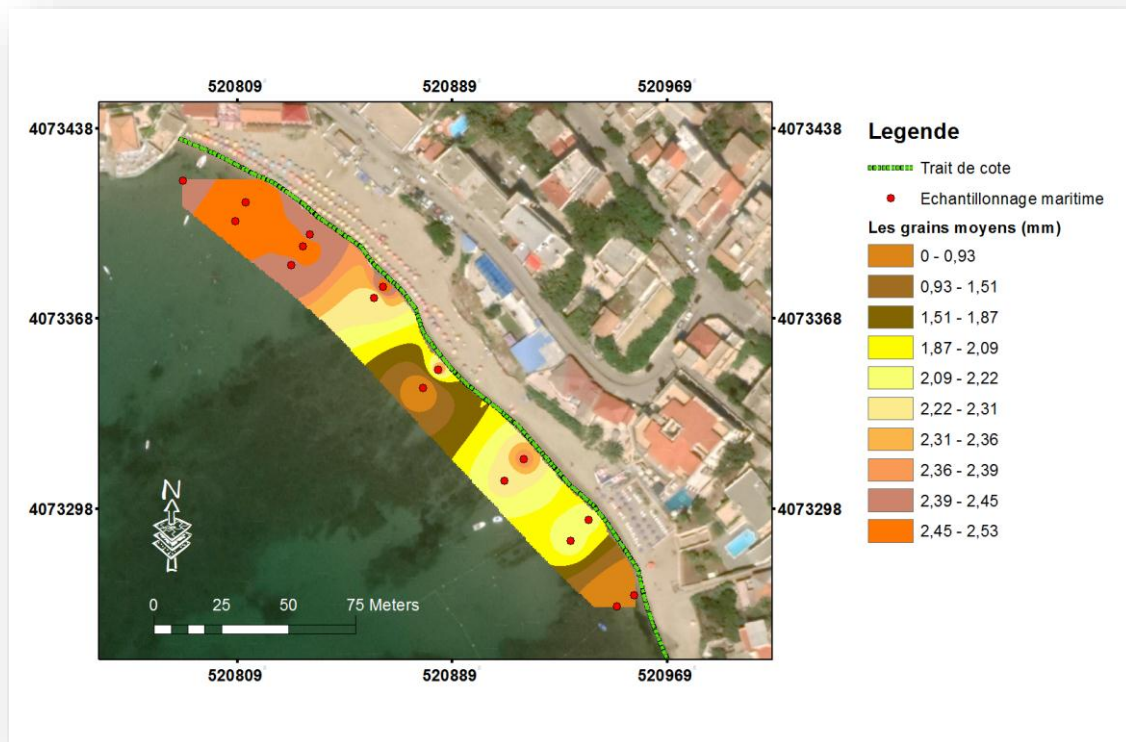 520809 520889 520969
4073438 4073438
4073368 4073368
4073298 4073298
N
0 25 50 75 Meters
520809 520889 520969
Legende
Trait de cote
Echantillonnage maritime
Les grains moyens (mm)
0 - 0,93
0,93 - 1,51
1,51 - 1,87
1,87 - 2,09
2,09 - 2,22
2,22 - 2,31
2,31 - 2,36
2,36 - 2,39
2,39 - 2,45
2,45 - 2,53